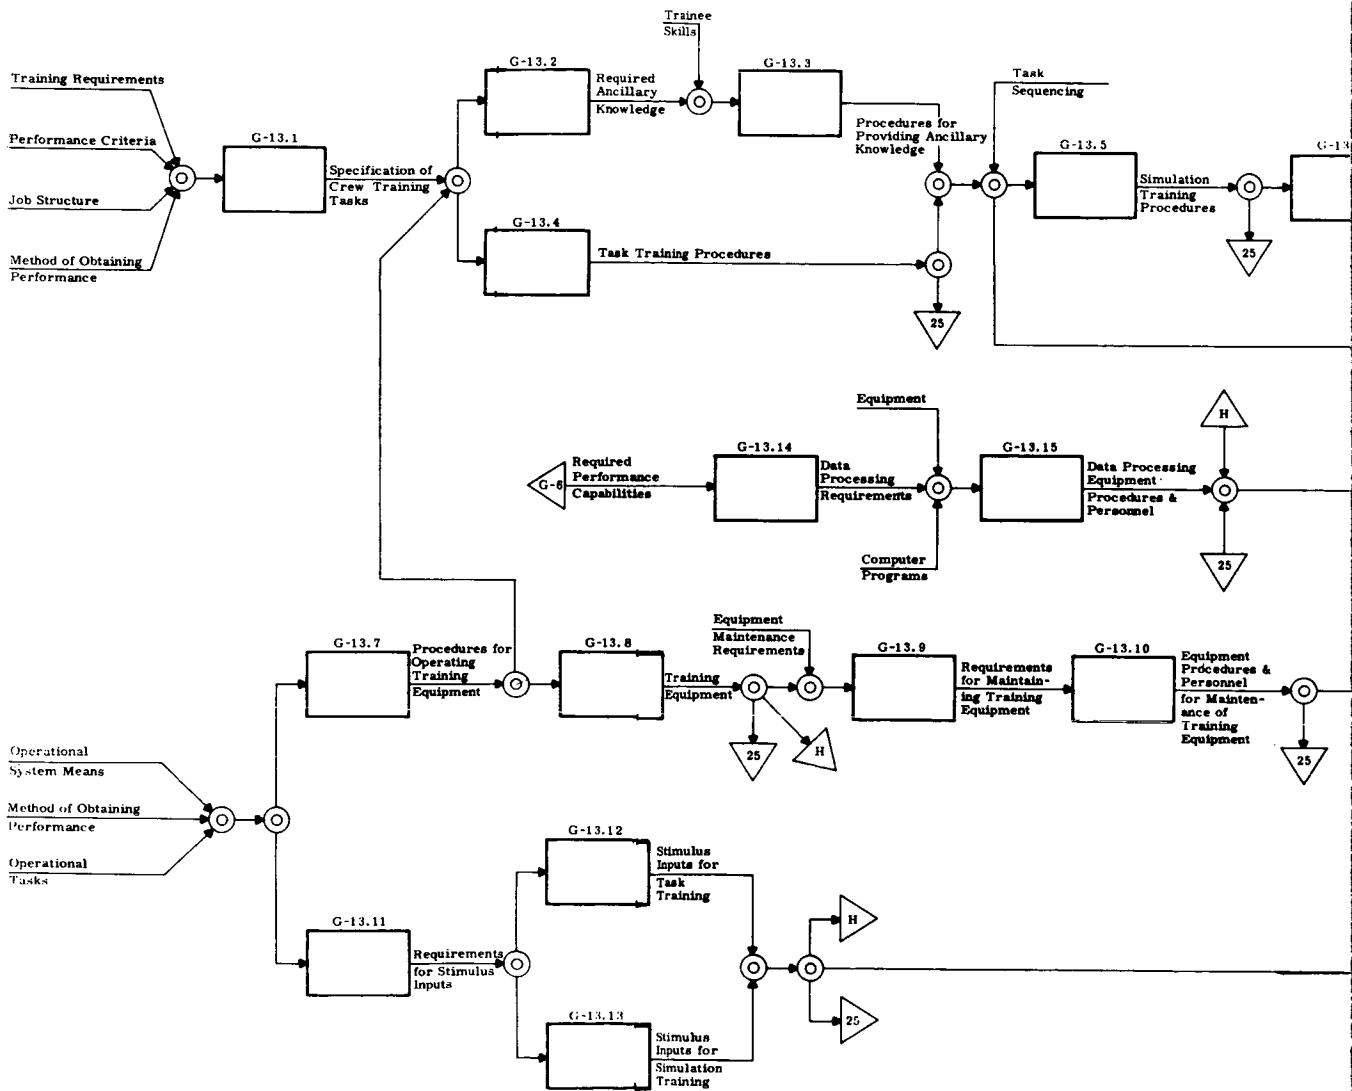 Trainee
Skills
G-13.2
G-13.3
Training Requirements
Required
Ancillary
Knowledge
Task
Sequencing
Performance Criteria
G-13.1
Procedures for
Providing Ancillary
Knowledge
G-13.5
G-13
Specification of
Crew Training
Tasks
Simulation
Training
Procedures
Job Structure
G-13.4
Method of Obtaining
Performance
Task Training Procedures
25
25
Equipment
H
G-13.14
G-13.15
G-6
Required
Performance
Capabilities
Data
Processing
Requirements
Data Processing
Equipment
Procedures &
Personnel
Computer
Programs
25
Equipment
Maintenance
Requirements
G-13.7
Procedures for
Operating
Training
Equipment
G-13.8
Training
Equipment
G-13.9
Requirements
for Maintain-
ing Training
Equipment
G-13.10
Equipment
Procedures &
Personnel
for Mainten-
ance of
Training
Equipment
25
H
25
Operational
System Means
Method of Obtaining
Performance
Operational
Tasks
G-13.12
Stimulus
Inputs for
Task
Training
G-13.11
Requirements
for Stimulus
Inputs
H
25
G-13.13
Stimulus
Inputs for
Simulation
Training